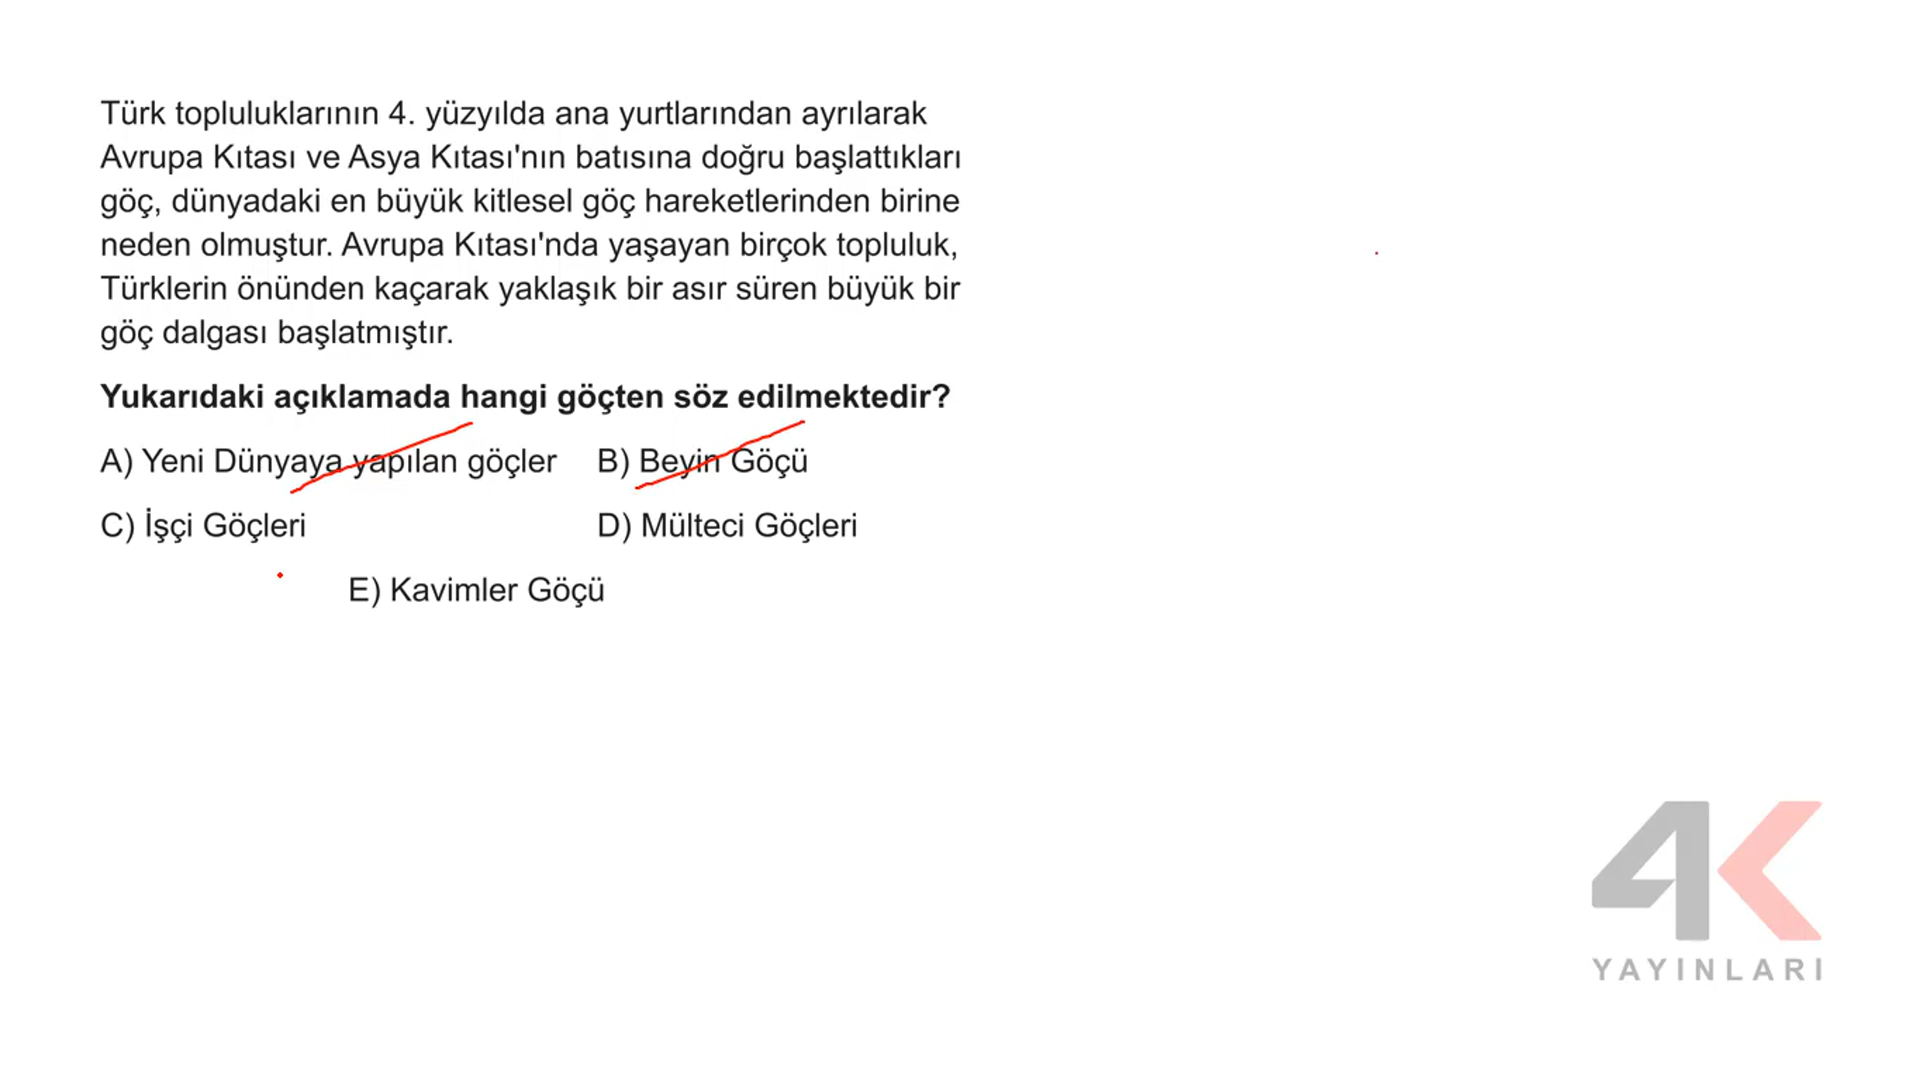 Türk topluluklarının 4. yüzyılda ana yurtlarından ayrılarak
Avrupa Kıtası ve Asya Kıtası'nın batısına doğru başlattıkları
göç, dünyadaki en büyük kitlesel göç hareketlerinden birine
neden olmuştur. Avrupa Kıtası'nda yaşayan birçok topluluk,
Türklerin önünden kaçarak yaklaşık bir asır süren büyük bir
göç dalgası başlatmıştır.
Yukarıdaki açıklamada hangi göçten söz edilmektedir?
A) Yeni Dünyaya yapılan göçler B) Beyin Göçü
C) İşçi Göçleri D) Mülteci Göçleri
E) Kavimler Göçü
4K
YAYINLARI